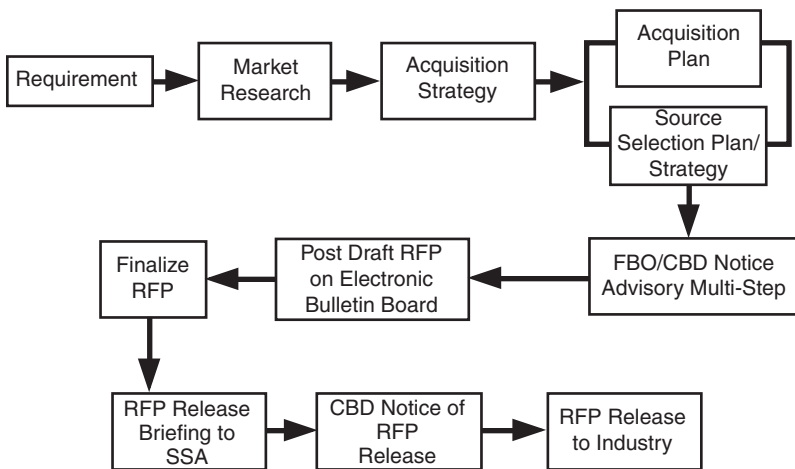 Requirement
Market
Research
Acquisition
Strategy
Acquisition
Plan
Source
Selection Plan/
Strategy
FBO/CBD Notice
Advisory Multi-Step
Post Draft RFP
on Electronic
Bulletin Board
Finalize
RFP
RFP Release
Briefing to
SSA
CBD Notice of
RFP
Release
RFP Release
to Industry